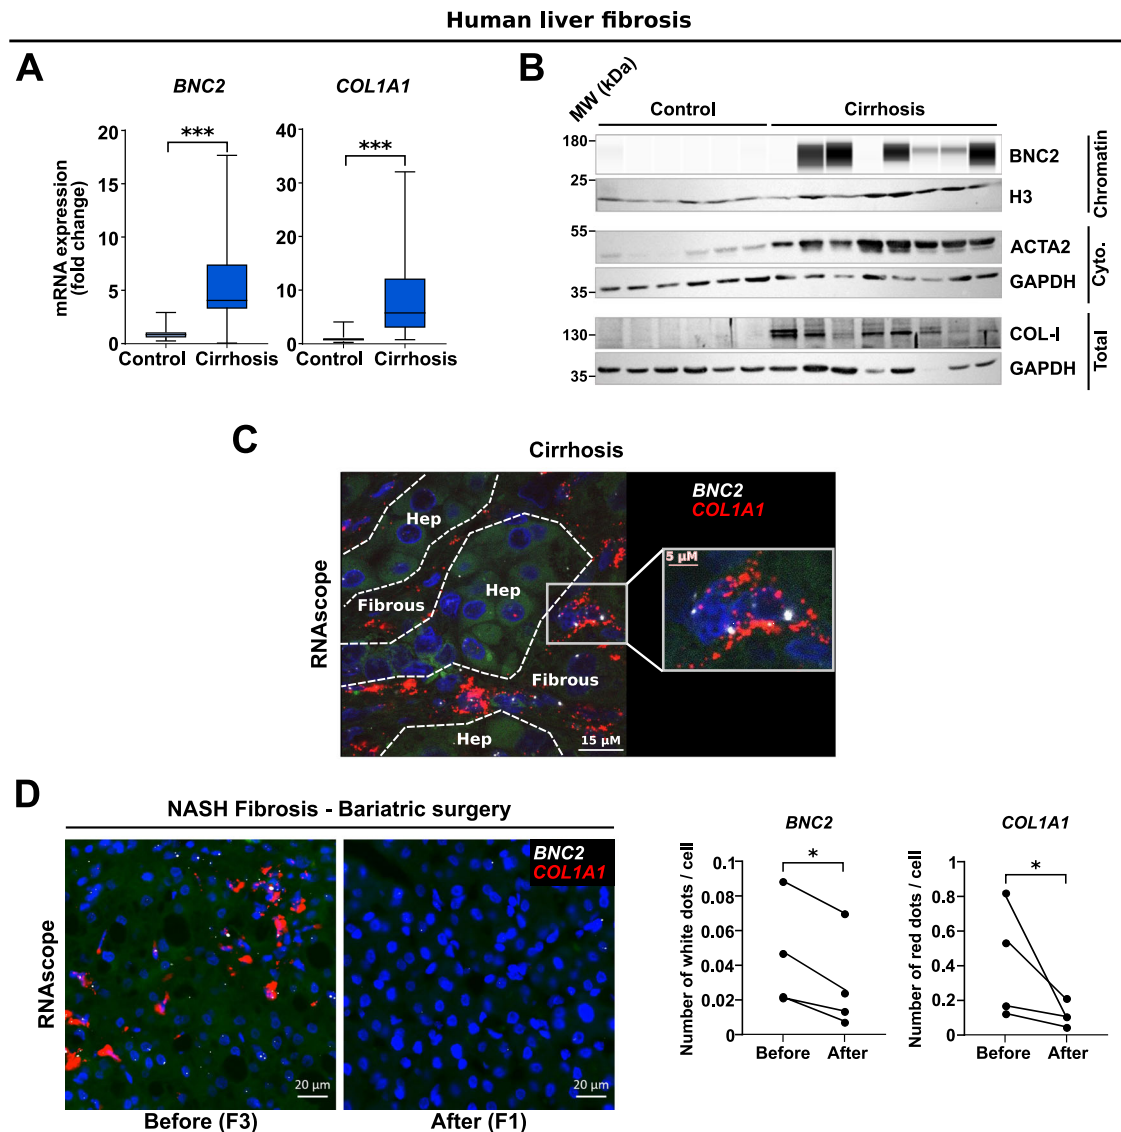 Human liver fibrosis
A
BNC2
COL1A1
mRNA expression
(fold change)
20
15
10
5
0
***
Control
Cirrhosis
40
30
20
10
0
***
Control
Cirrhosis
B
MW (kDa)
Control
Cirrhosis
180
BNC2
25
H3
Chromatin
55
ACTA2
35
GAPDH
Cyto.
130
COL-I
35
GAPDH
Total
C
Cirrhosis
RNAscope
Hep
Hep
Fibrous
Fibrous
Hep
15 µM
BNC2
COL1A1
5 µM
D
NASH Fibrosis - Bariatric surgery
RNAscope
BNC2
COL1A1
20 µm
20 µm
Before (F3)
After (F1)
BNC2
Number of white dots / cell
0.1
0.08
0.06
0.04
0.02
0
*
Before
After
COL1A1
Number of red dots / cell
1
0.8
0.6
0.4
0.2
0
*
Before
After